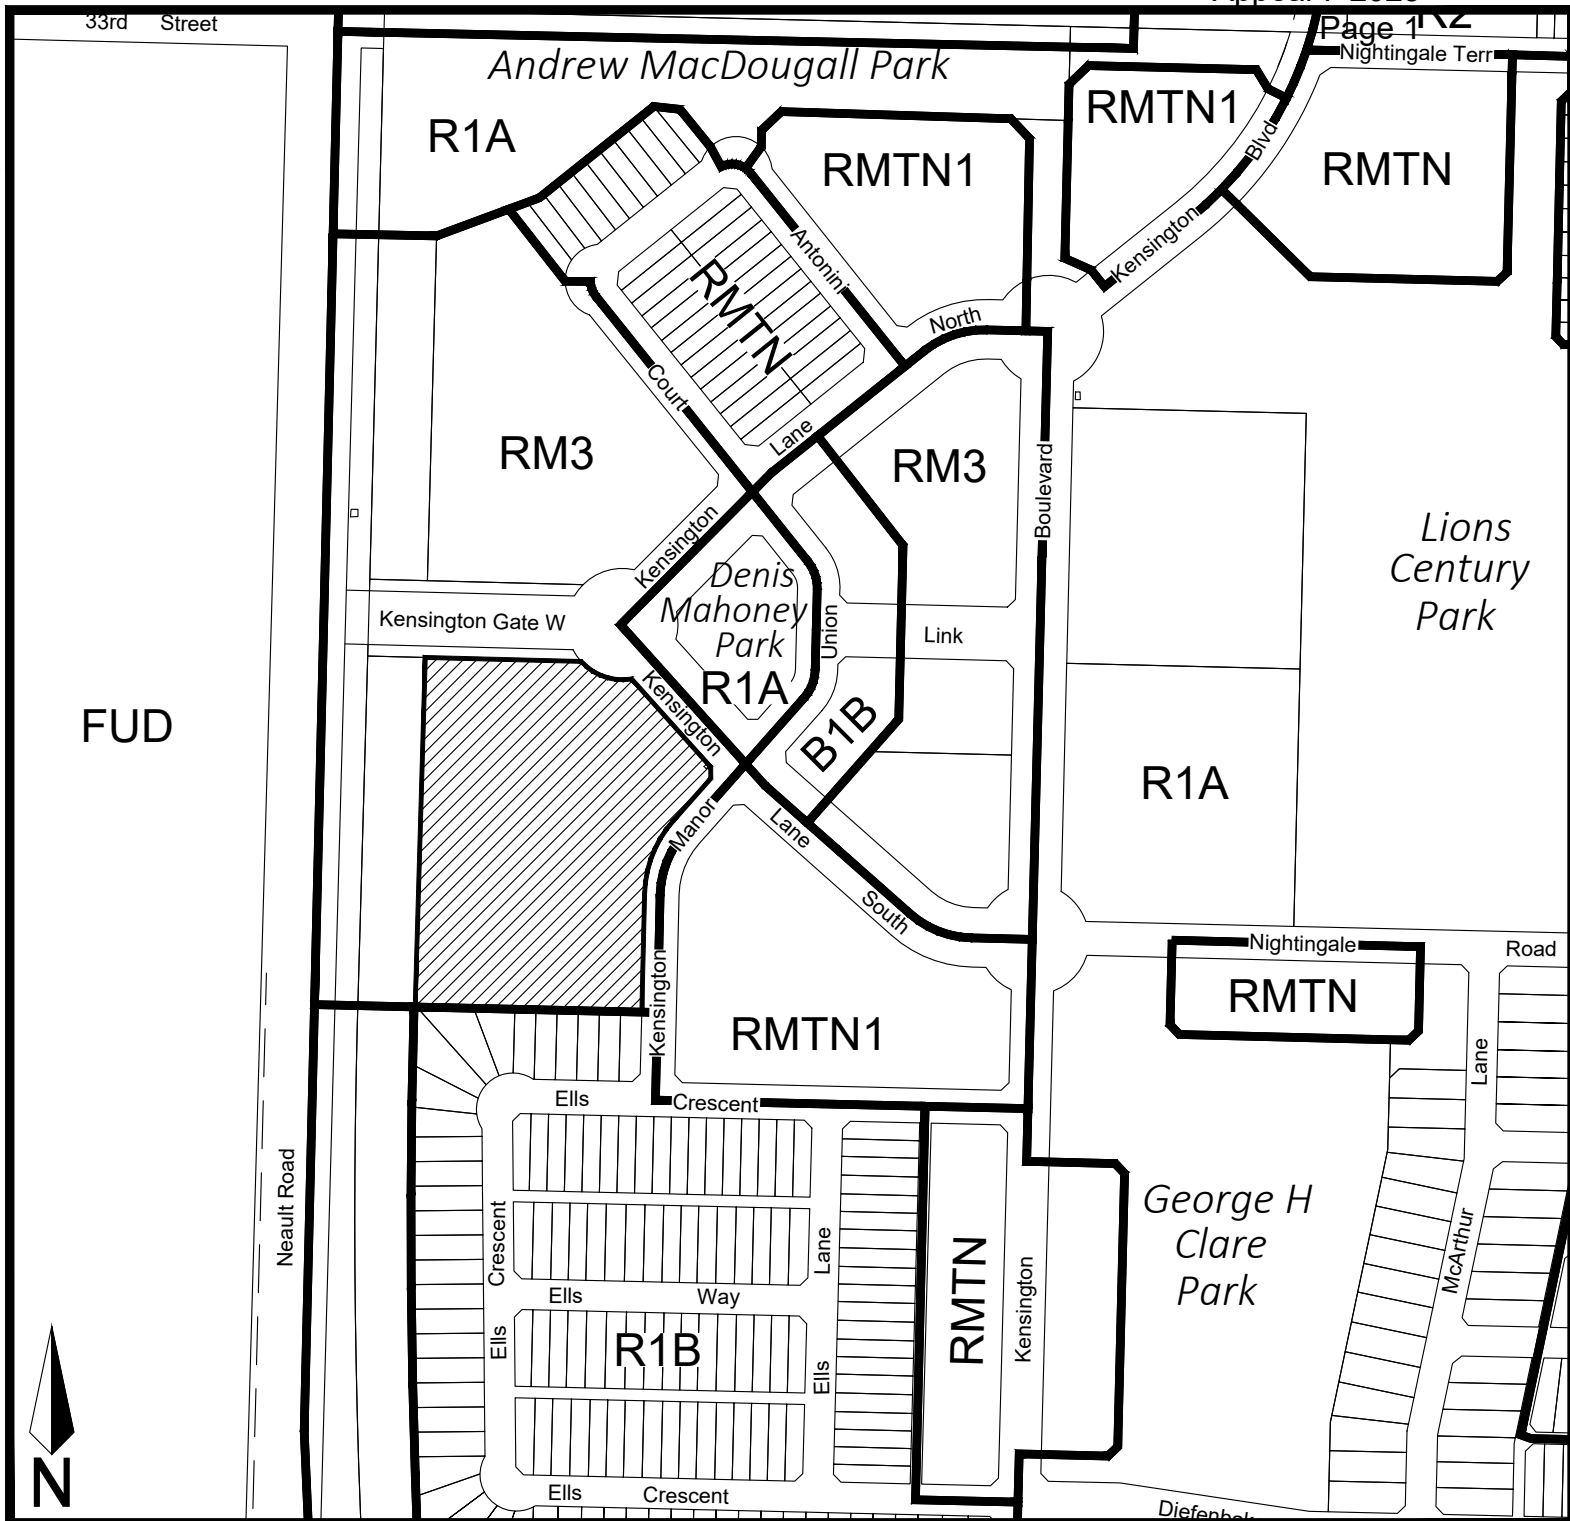 Page 1
R2
33rd Street
Nightingale Terr
Andrew MacDougall Park
R1A
RMTN1
RMTN1
RMTN
Blvd
Kensington
Antonini
RMTN
North
Court
Lane
RM3
RM3
Boulevard
Kensington
Lions
Century
Park
Denis
Mahoney
Park
R1A
Kensington Gate W
Union
Link
Kensington
FUD
B1B
R1A
Manor
Lane
South
Nightingale
Road
Kensington
RMTN
RMTN1
Lane
Ells
Crescent
Neault Road
George H
Clare
Park
Crescent
Lane
McArthur
RMTN
Kensington
Ells
Way
Ells
R1B
Ells
N
Ells
Crescent